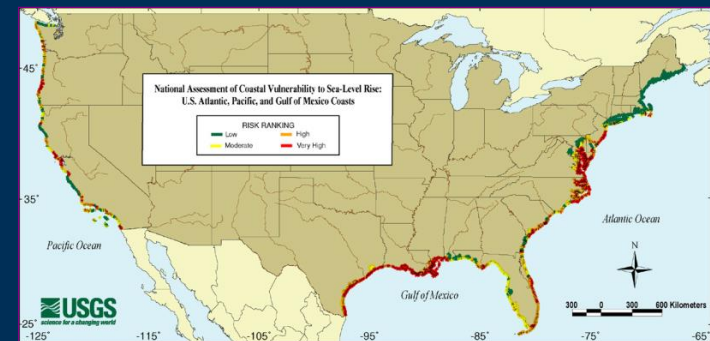 National Assessment of Coastal Vulnerability to Sea-Level Rise:
U.S. Atlantic, Pacific, and Gulf of Mexico Coasts
RISK RANKING
Low
High
Moderate
Very High
45
35
25
Pacific Ocean
Atlantic Ocean
Gulf of Mexico
N
300 0 300 600 Kilometers
USGS
science for a changing world
-125
-115
-105
-95
-85
-75
-65